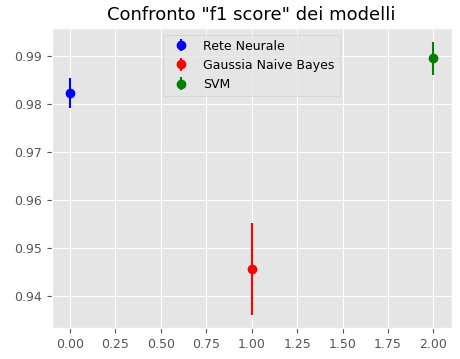 Confronto "f1 score" dei modelli
Rete Neurale
Gaussia Naive Bayes
SVM
0.99
0.98
0.97
0.96
0.95
0.94
0.00 0.25 0.50 0.75 1.00 1.25 1.50 1.75 2.00